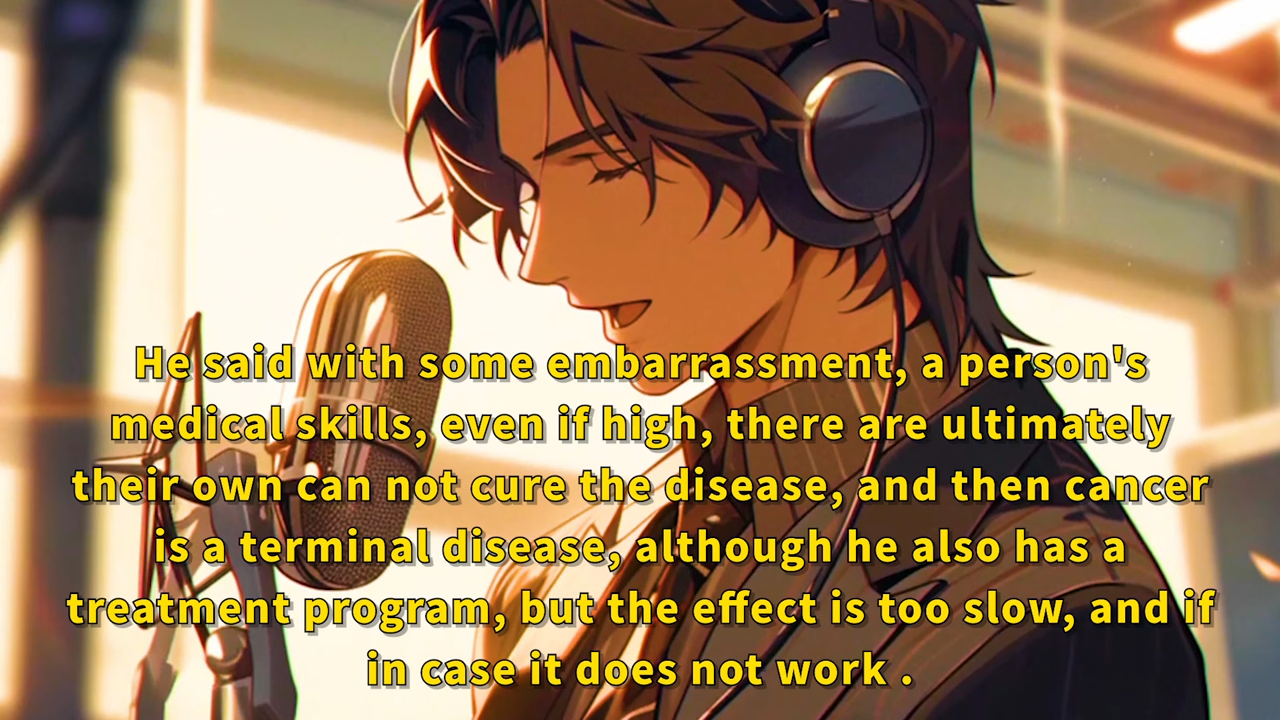 He said with some embarrassment, a person's
medical skills, even if high, there are ultimately
their own can not cure the disease, and then cancer
is a terminal disease, although he also has a
treatment program, but the effect is too slow, and if
in case it does not work .